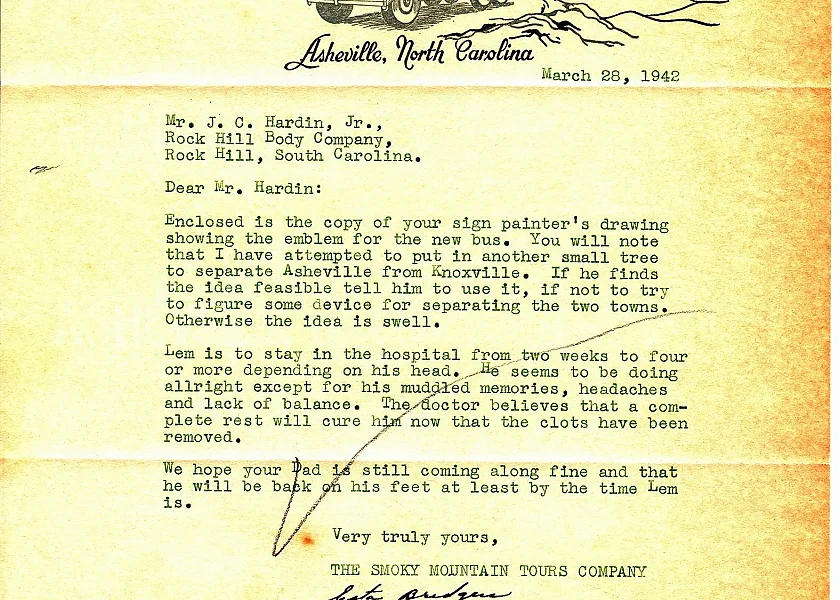 Asheville, North Carolina
March 28, 1942
Mr. J. C. Hardin, Jr.,
Rock Hill Body Company,
Rock Hill, South Carolina.
Dear Mr. Hardin:
Enclosed is the copy of your sign painter's drawing
showing the emblem for the new bus.  You will note
that I have attempted to put in another small tree
to separate Asheville from Knoxville.  If he finds
the idea feasible tell him to use it, if not to try
to figure some device for separating the two towns.
Otherwise the idea is swell.
Lem is to stay in the hospital from two weeks to four
or more depending on his head.  He seems to be doing
allright except for his muddled memories, headaches
and lack of balance.  The doctor believes that a com-
plete rest will cure him now that the clots have been
removed.
We hope your Dad is still coming along fine and that
he will be back on his feet at least by the time Lem
is.
Very truly yours,
THE SMOKY MOUNTAIN TOURS COMPANY
Bridges